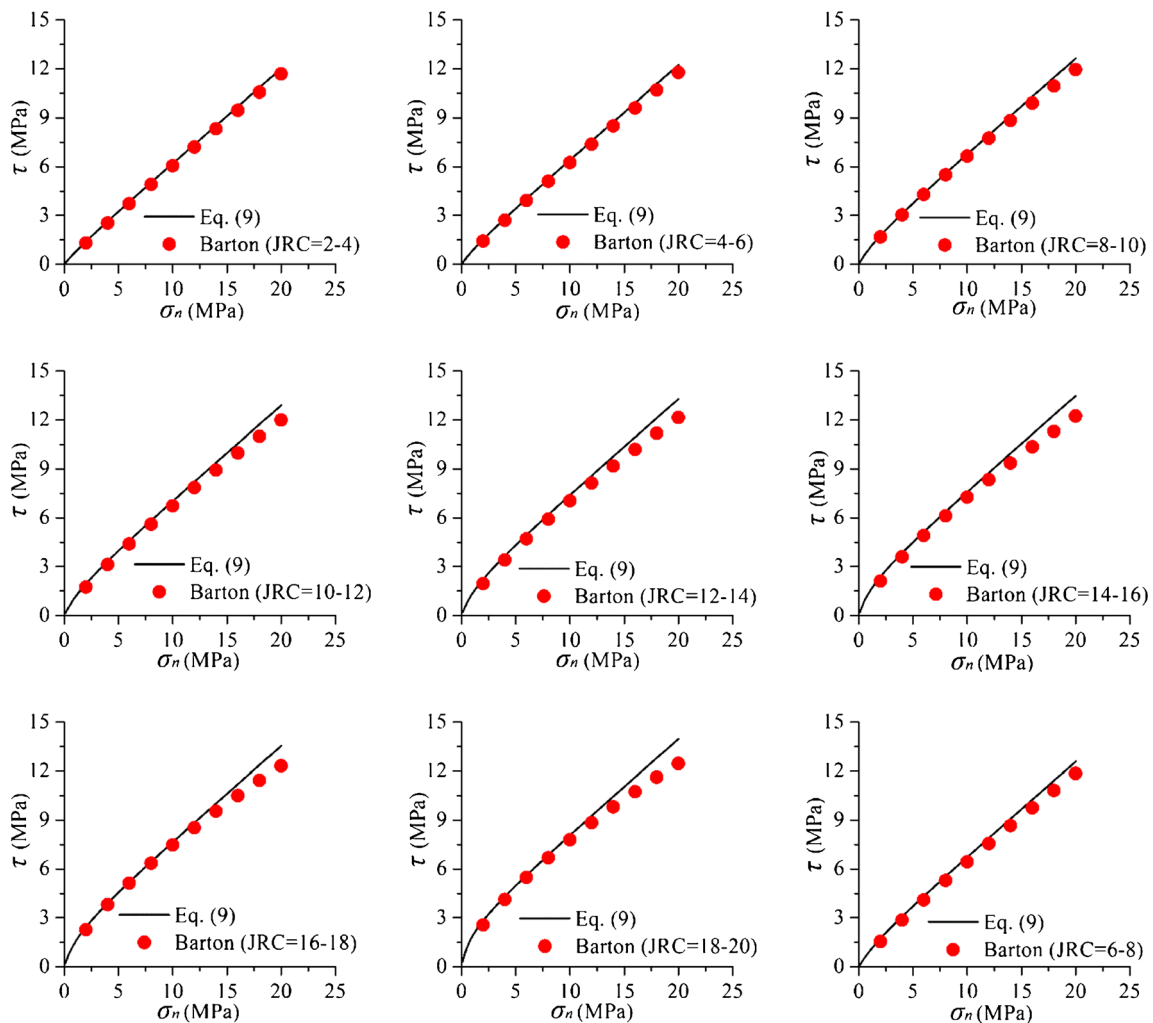 15
12
9
6
3
0
τ (MPa)
Eq. (9)
Barton (JRC=2-4)
0 5 10 15 20 25
σn (MPa)
15
12
9
6
3
0
τ (MPa)
Eq. (9)
Barton (JRC=4-6)
0 5 10 15 20 25
σn (MPa)
15
12
9
6
3
0
τ (MPa)
Eq. (9)
Barton (JRC=8-10)
0 5 10 15 20 25
σn (MPa)
15
12
9
6
3
0
τ (MPa)
Eq. (9)
Barton (JRC=10-12)
0 5 10 15 20 25
σn (MPa)
15
12
9
6
3
0
τ (MPa)
Eq. (9)
Barton (JRC=12-14)
0 5 10 15 20 25
σn (MPa)
15
12
9
6
3
0
τ (MPa)
Eq. (9)
Barton (JRC=14-16)
0 5 10 15 20 25
σn (MPa)
15
12
9
6
3
0
τ (MPa)
Eq. (9)
Barton (JRC=16-18)
0 5 10 15 20 25
σn (MPa)
15
12
9
6
3
0
τ (MPa)
Eq. (9)
Barton (JRC=18-20)
0 5 10 15 20 25
σn (MPa)
15
12
9
6
3
0
τ (MPa)
Eq. (9)
Barton (JRC=6-8)
0 5 10 15 20 25
σn (MPa)